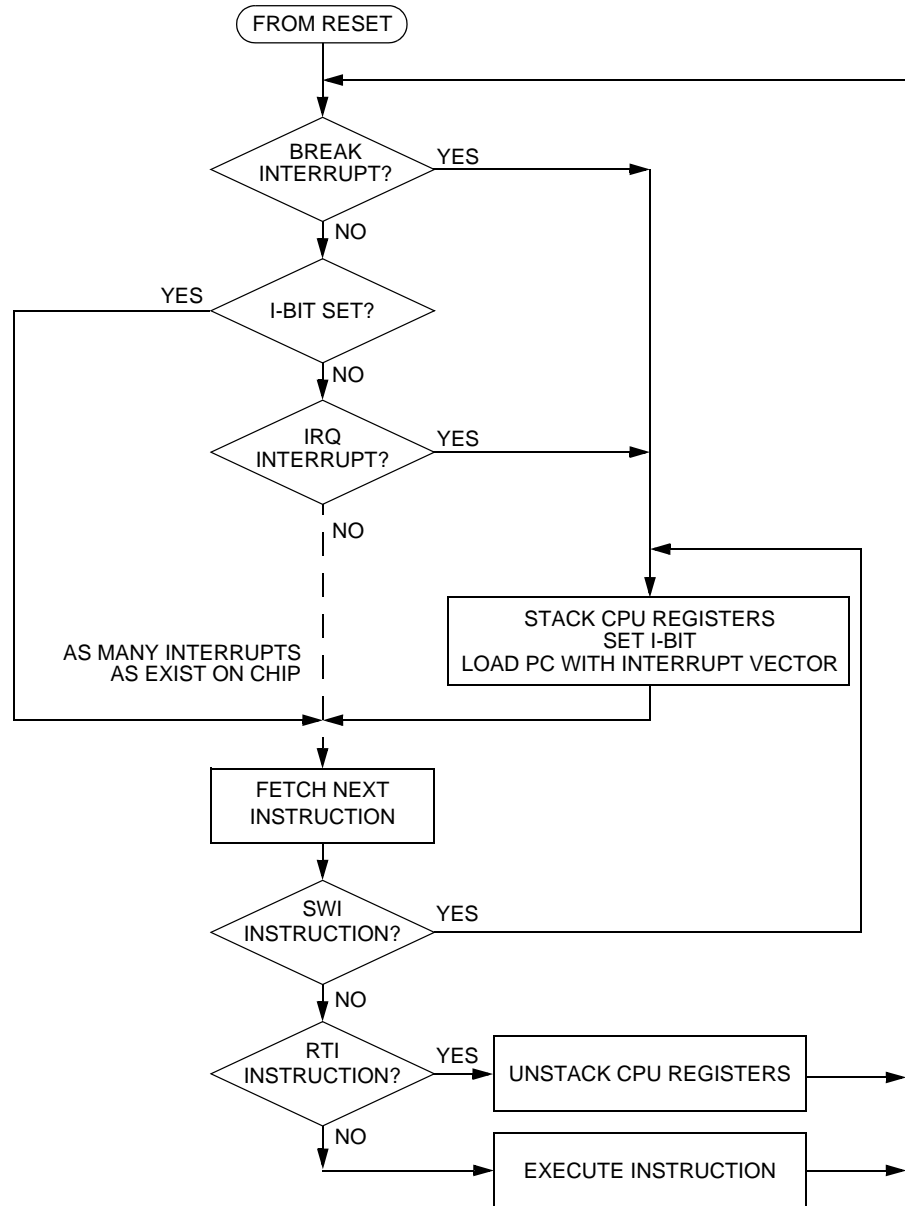 FROM RESET
BREAK
INTERRUPT?
YES
NO
YES
I-BIT SET?
NO
IRQ
INTERRUPT?
YES
NO
STACK CPU REGISTERS
SET I-BIT
LOAD PC WITH INTERRUPT VECTOR
AS MANY INTERRUPTS
AS EXIST ON CHIP
FETCH NEXT
INSTRUCTION
SWI
INSTRUCTION?
YES
NO
RTI
INSTRUCTION?
YES
UNSTACK CPU REGISTERS
NO
EXECUTE INSTRUCTION